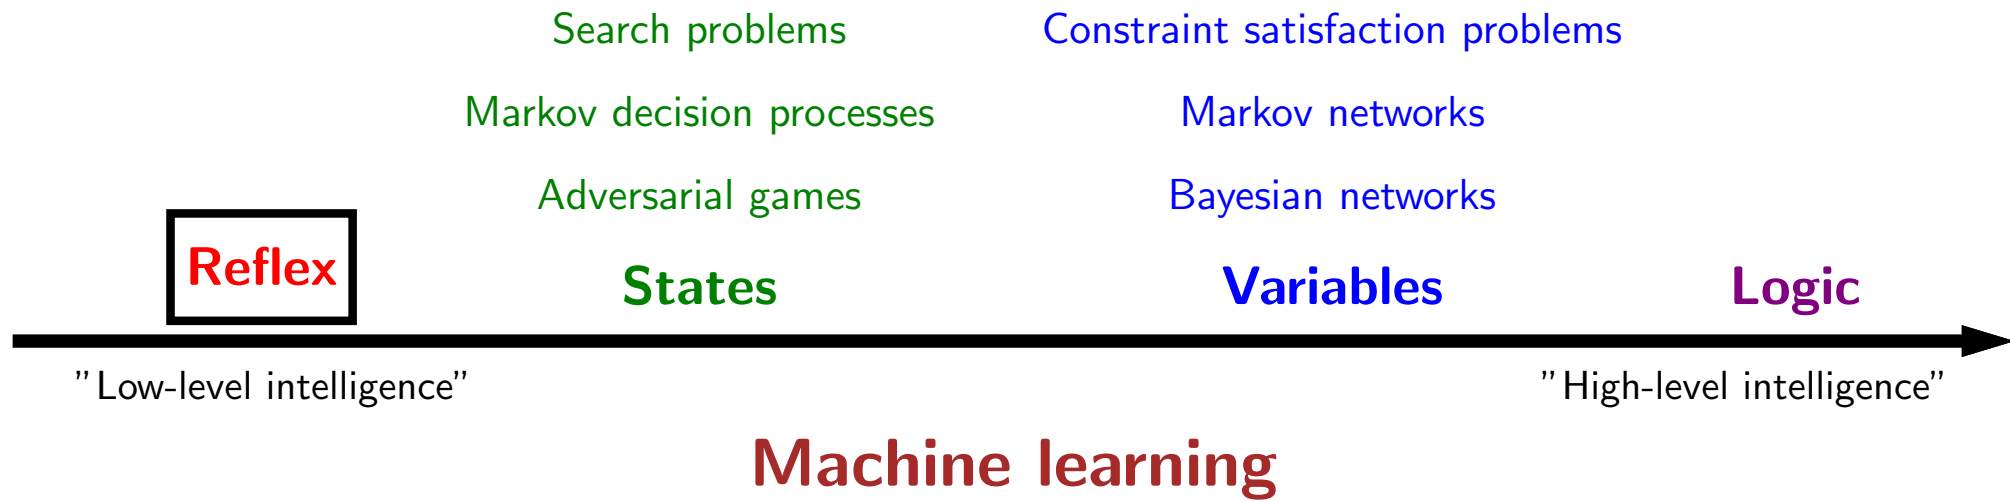 Search problems
Markov decision processes
Adversarial games
Constraint satisfaction problems
Markov networks
Bayesian networks
Reflex
States
Variables
Logic
"Low-level intelligence"
"High-level intelligence"
Machine learning